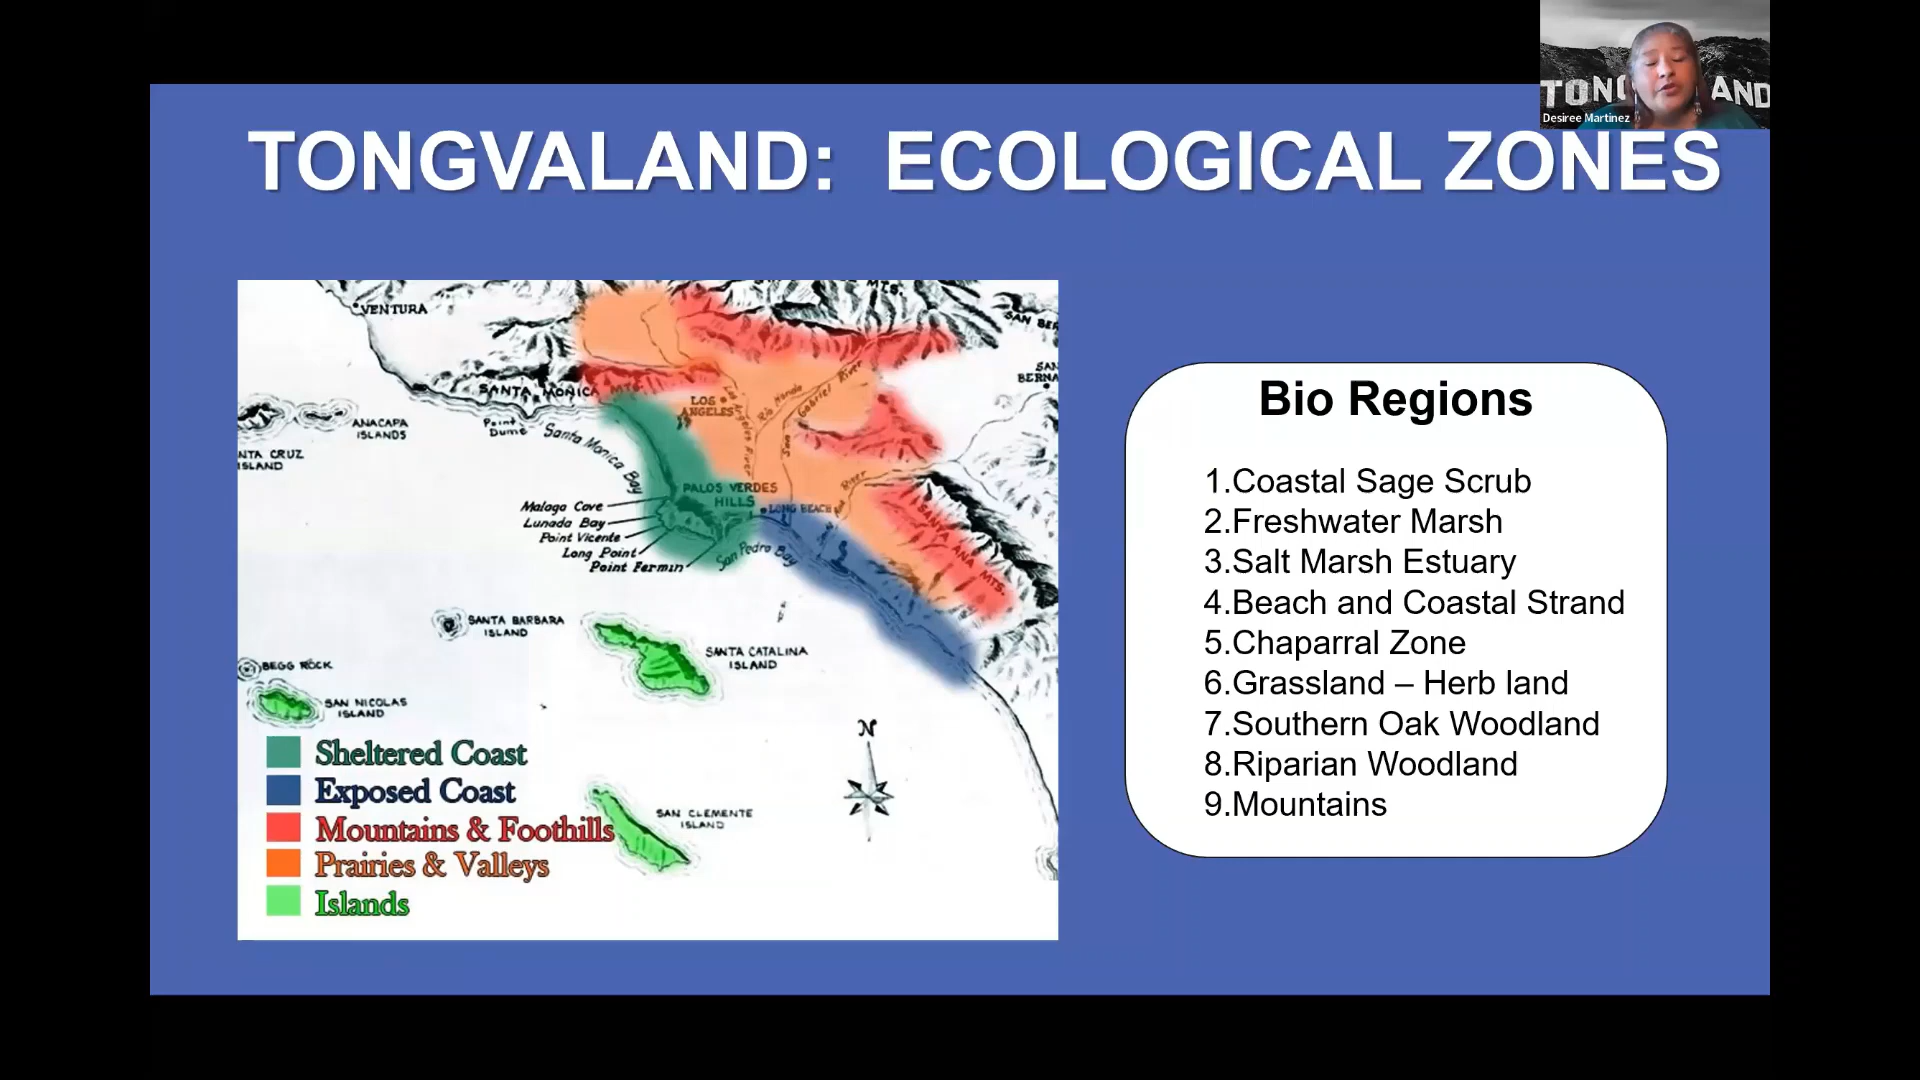 TONGVALAND
Desiree Martinez
TONGVALAND: ECOLOGICAL ZONES
MTS.
VENTURA
SAN BER
SAN
BERNA
SANTA MONICA MTS.
LOS
ANGELES
Los Angeles River
Rio Hondo
San Gabriel River
ANACAPA
ISLANDS
Point
Dume
Santa Monica Bay
NTA CRUZ
ISLAND
PALOS VERDES
HILLS
River
LONG BEACH
Malaga Cove
Lunada Bay
Point Vicente
Long Point
Point Fermin
San Pedro Bay
SANTA ANA MTS.
SANTA BARBARA
ISLAND
SANTA CATALINA
ISLAND
BEGG ROCK
SAN NICOLAS
ISLAND
N
SAN CLEMENTE
ISLAND
Sheltered Coast
Exposed Coast
Mountains & Foothills
Prairies & Valleys
Islands
Bio Regions
1.Coastal Sage Scrub
2.Freshwater Marsh
3.Salt Marsh Estuary
4.Beach and Coastal Strand
5.Chaparral Zone
6.Grassland – Herb land
7.Southern Oak Woodland
8.Riparian Woodland
9.Mountains